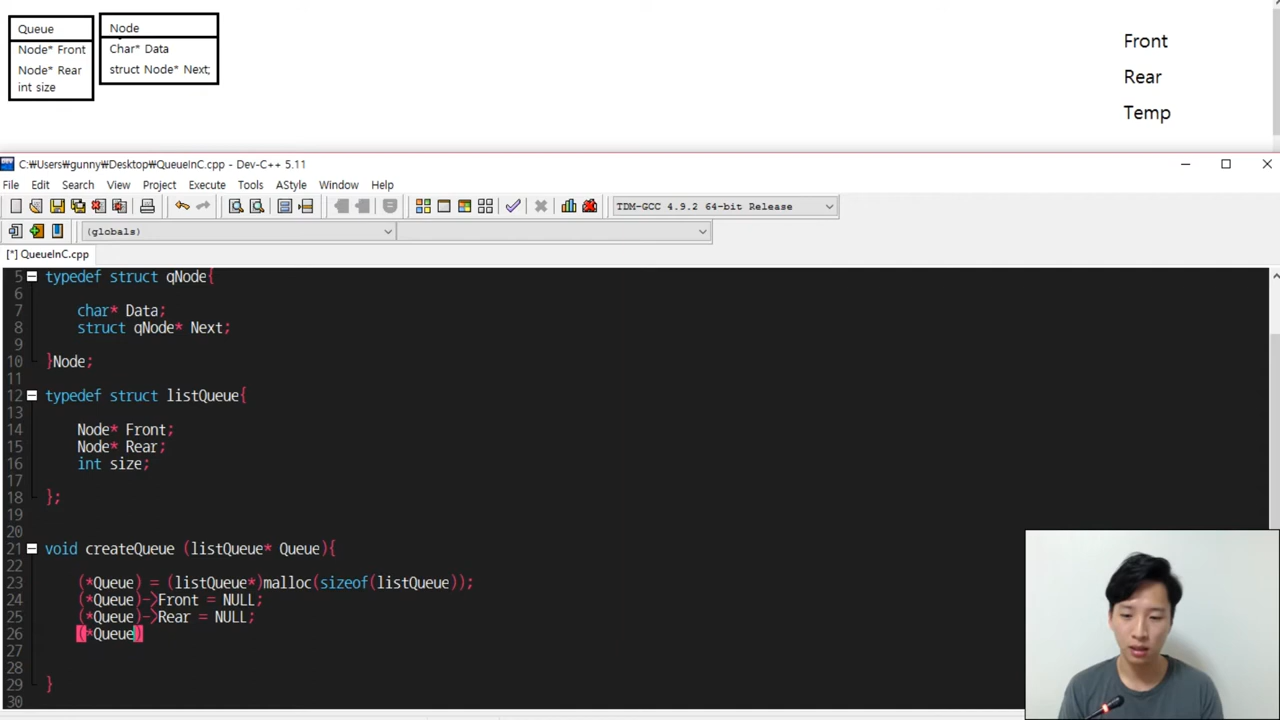 Queue
Node* Front
Node* Rear
int size
Node
Char* Data
struct Node* Next;
Front
Rear
Temp
C:₩Users₩gunny₩Desktop₩QueueInC.cpp - Dev-C++ 5.11
File Edit Search View Project Execute Tools AStyle Window Help
TDM-GCC 4.9.2 64-bit Release
(globals)
[*] QueueInC.cpp
5 typedef struct qNode{
6
7 char* Data;
8 struct qNode* Next;
9
10 }Node;
11
12 typedef struct listQueue{
13
14 Node* Front;
15 Node* Rear;
16 int size;
17
18 };
19
20
21 void createQueue (listQueue* Queue){
22
23 (*Queue) = (listQueue*)malloc(sizeof(listQueue));
24 (*Queue)->Front = NULL;
25 (*Queue)->Rear = NULL;
26 (*Queue)
27
28
29 }
30